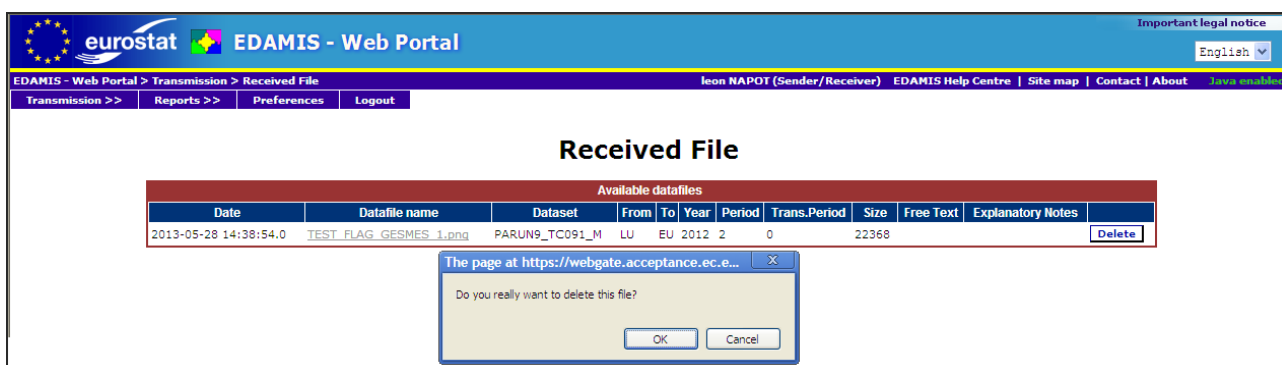 Important legal notice
eurostat EDAMIS - Web Portal
English
EDAMIS - Web Portal > Transmission > Received File leon NAPOT (Sender/Receiver) EDAMIS Help Centre | Site map | Contact | About Java enabled
Transmission >> Reports >> Preferences Logout
Received File
Available datafiles
Date Datafile name Dataset From To Year Period Trans.Period Size Free Text Explanatory Notes
2013-05-28 14:38:54.0 TEST_FLAG_GESMES_1.png PARUN9_TC091_M LU EU 2012 2 0 22368 Delete
The page at https://webgate.acceptance.ec.e... X
Do you really want to delete this file?
OK Cancel